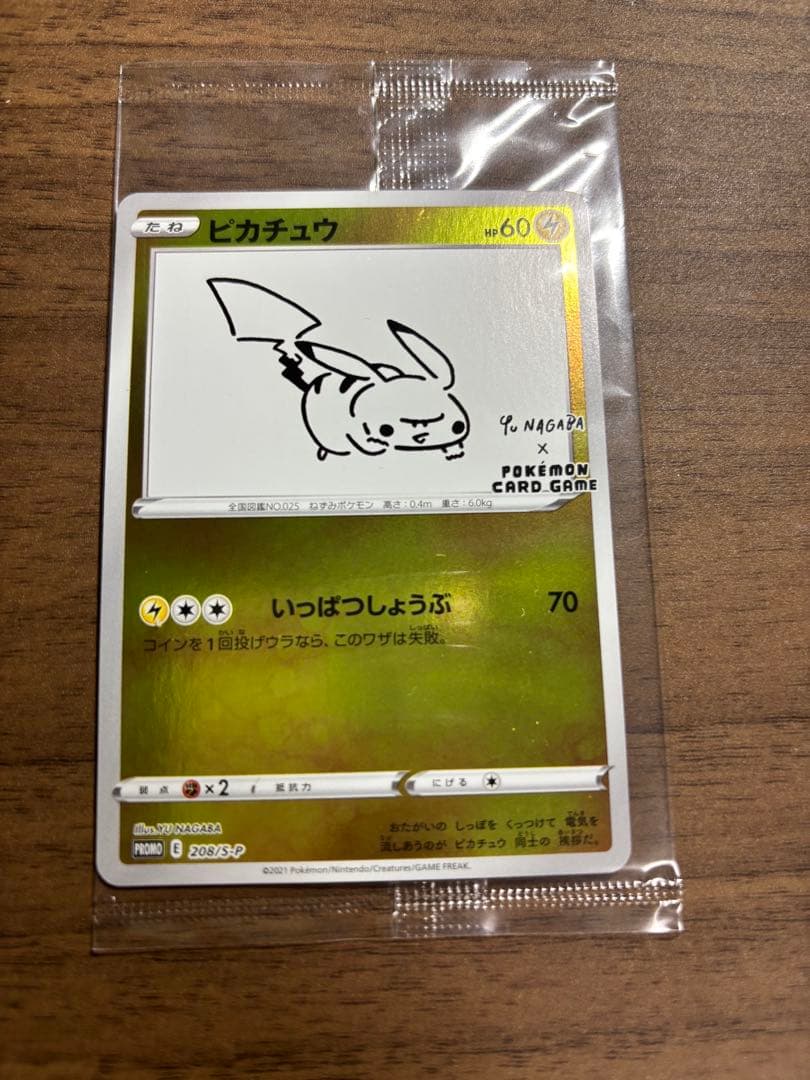 たね ピカチュウ HP60
Yu NAGABA
×
POKÉMON
CARD GAME
全国図鑑NO.025 ねずみポケモン 高さ:0.4m 重さ:6.0kg
いっぱつしょうぶ 70
コインを1回投げウラなら、このワザは失敗。
弱点 ×2 抵抗力 にげる
Illus. YU NAGABA
おたがいの しっぽを くっつけて 電気を
流しあうのが ピカチュウ 同士の 挨拶だ。
PROMO E 208/S-P
©2021 Pokémon/Nintendo/Creatures/GAME FREAK.